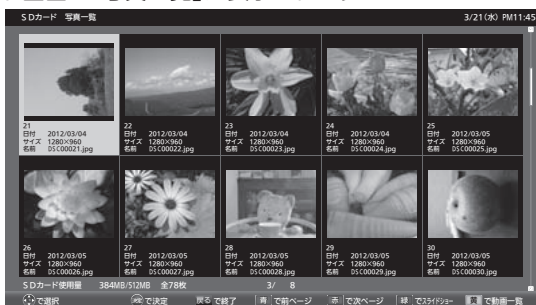 SDカード 写真一覧 3/21(水) PM11:45
21
日付 2012/03/04
サイズ 1280×960
名前 DSC00021.jpg
22
日付 2012/03/04
サイズ 1280×960
名前 DSC00022.jpg
23
日付 2012/03/04
サイズ 1280×960
名前 DSC00023.jpg
24
日付 2012/03/04
サイズ 1280×960
名前 DSC00024.jpg
25
日付 2012/03/05
サイズ 1280×960
名前 DSC00025.jpg
26
日付 2012/03/05
サイズ 1280×960
名前 DSC00026.jpg
27
日付 2012/03/05
サイズ 1280×960
名前 DSC00027.jpg
28
日付 2012/03/05
サイズ 1280×960
名前 DSC00028.jpg
29
日付 2012/03/05
サイズ 1280×960
名前 DSC00029.jpg
30
日付 2012/03/05
サイズ 1280×960
名前 DSC00030.jpg
SDカード使用量 384MB/512MB 全78枚 3/ 8
で選択 で決定 戻る で終了 青 で前ページ 赤 で次ページ 緑 でスライドショー 黄 で動画一覧